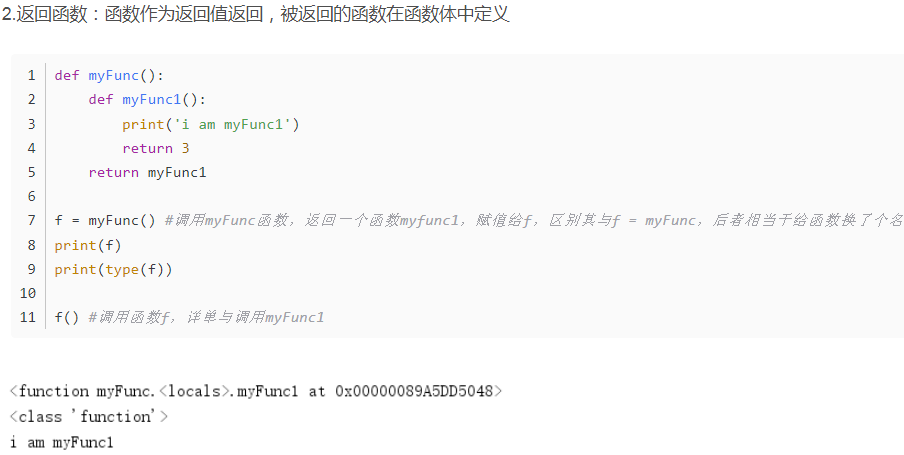 2.返回函数：函数作为返回值返回，被返回的函数在函数体中定义
1 def myFunc():
2     def myFunc1():
3         print('i am myFunc1')
4         return 3
5     return myFunc1
6
7 f = myFunc() #调用myFunc函数，返回一个函数myfunc1，赋值给f，区别其与f = myFunc，后者相当于给函数换了个名
8 print(f)
9 print(type(f))
10
11 f() #调用函数f，详单与调用myFunc1
<function myFunc.<locals>.myFunc1 at 0x00000089A5DD5048>
<class 'function'>
i am myFunc1